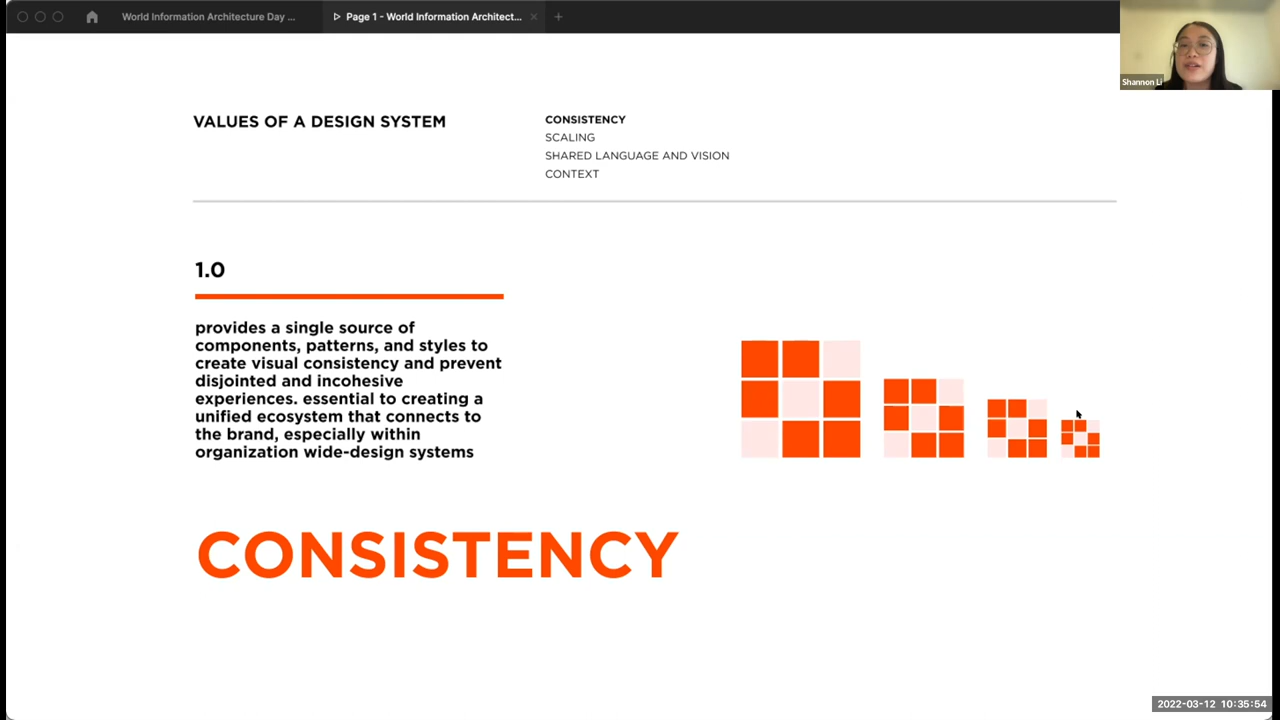 World Information Architecture Day ...
Page 1 - World Information Architect...
Shannon Li
VALUES OF A DESIGN SYSTEM
CONSISTENCY
SCALING
SHARED LANGUAGE AND VISION
CONTEXT
1.0
provides a single source of
components, patterns, and styles to
create visual consistency and prevent
disjointed and incohesive
experiences. essential to creating a
unified ecosystem that connects to
the brand, especially within
organization wide-design systems
CONSISTENCY
2022-03-12 10:35:54